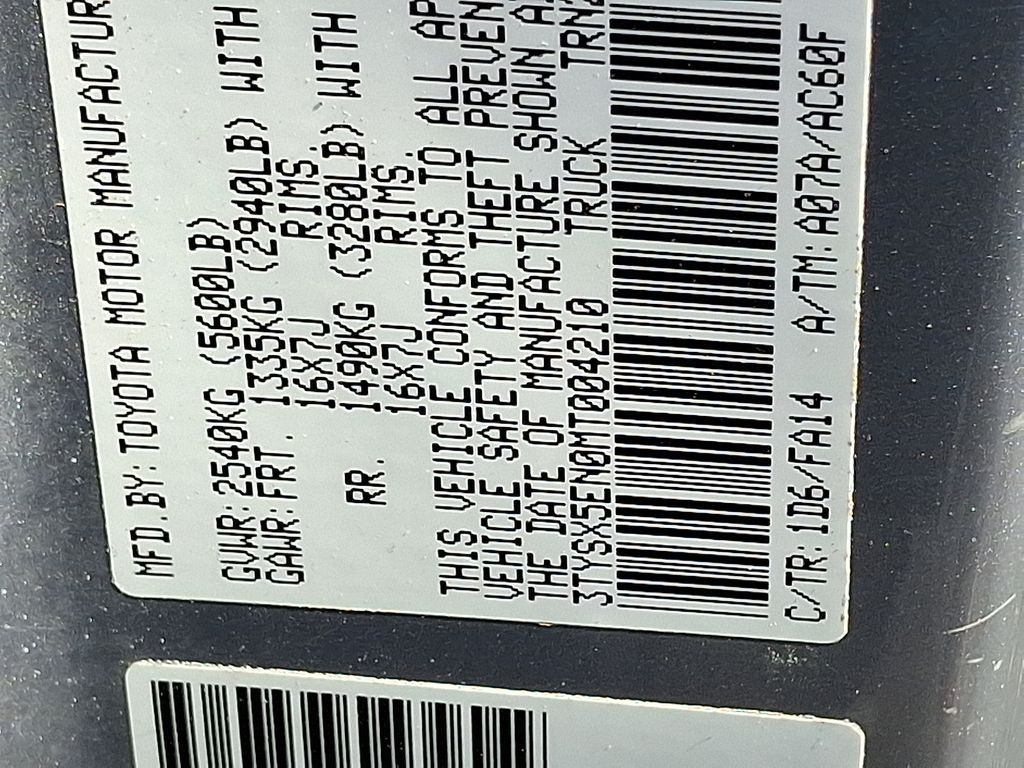 MFD.BY:TOYOTA MOTOR MANUFACTUR
GVWR:2540KG (5600LB)
GAWR:FRT. 1335KG (2940LB) WITH
16X7J RIMS.
RR. 1490KG (3280LB) WITH
16X7J RIMS.
THIS VEHICLE CONFORMS TO ALL AP
VEHICLE SAFETY AND THEFT PREVEN
THE DATE OF MANUFACTURE SHOWN A
3TYSX5EN0MT004210 TRUCK TRN2
C/TR:1D6/FA14 A/TM:A07A/AC60F